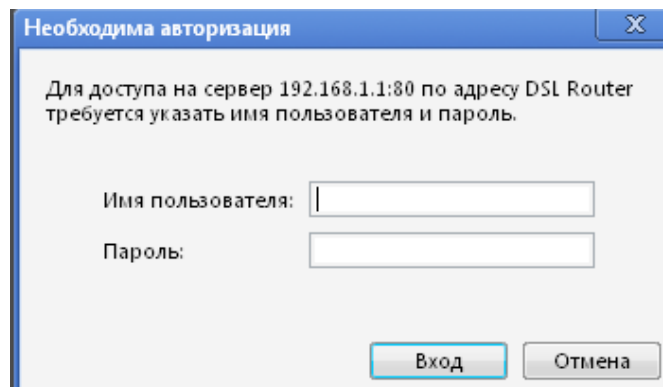 Необходима авторизация
X
Для доступа на сервер 192.168.1.1:80 по адресу DSL Router
требуется указать имя пользователя и пароль.
Имя пользователя:
Пароль:
Вход Отмена